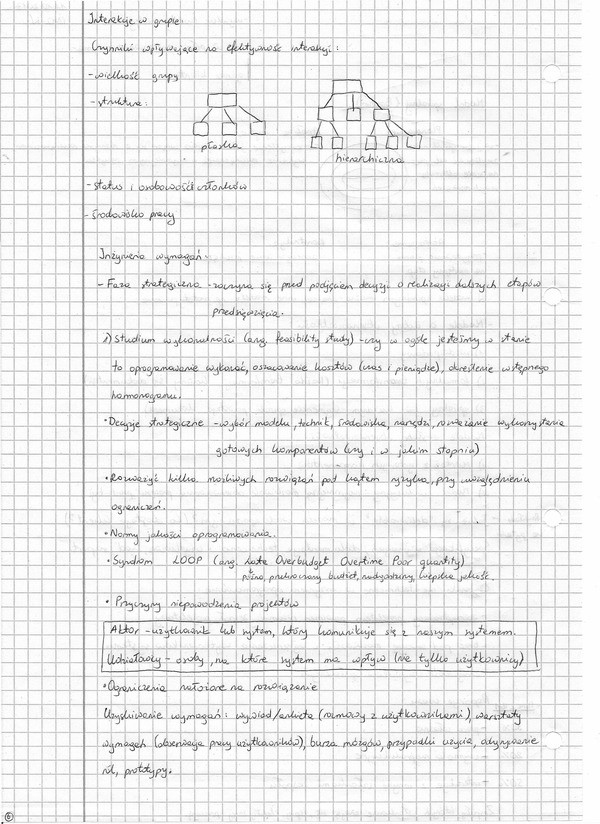 Interakcje w grupie.
Czynniki wpływające na efektywność interakcji:
- wielkość grupy
- struktura:
płaska
hierarchiczna
- status i osobowość członków
- środowisko pracy
Inżynieria wymagań.
- Faza strategiczna - zaczyna się przed podjęciem decyzji o realizacji dalszych etapów
przedsięwzięcia.
1) Studium wykonalności (ang. feasibility study) - czy w ogóle jesteśmy w stanie
to oprogramowanie wykonać, oszacowanie kosztów (czas i pieniądze), określenie wstępnego
harmonogramu.
• Decyzje strategiczne - wybór modelu, technik, środowiska, narzędzi, rozważanie wykorzystania
gotowych komponentów (czy i w jakim stopniu)
• Rozważyć kilka możliwych rozwiązań pod kątem ryzyka, przy uwzględnieniu
ograniczeń.
• Normy jakości oprogramowania.
• Syndrom LOOP (ang. Late Overbudget Overtime Poor quantity)
późno, przekroczony budżet, nadgodziny, kiepska jakość.
• Przyczyny niepowodzenia projektów
Aktor - użytkownik lub system, który komunikuje się z naszym systemem.
Udziałowcy - osoby, na które system ma wpływ (nie tylko użytkownicy)
• Ograniczenia nałożone na rozwiązanie
Uzyskiwanie wymagań: wywiad/ankieta (rozmowy z użytkownikami), warsztaty
wymagań (obserwacja pracy użytkowników), burza mózgów, przypadki użycia, odgrywanie
ról, prototypy.
6